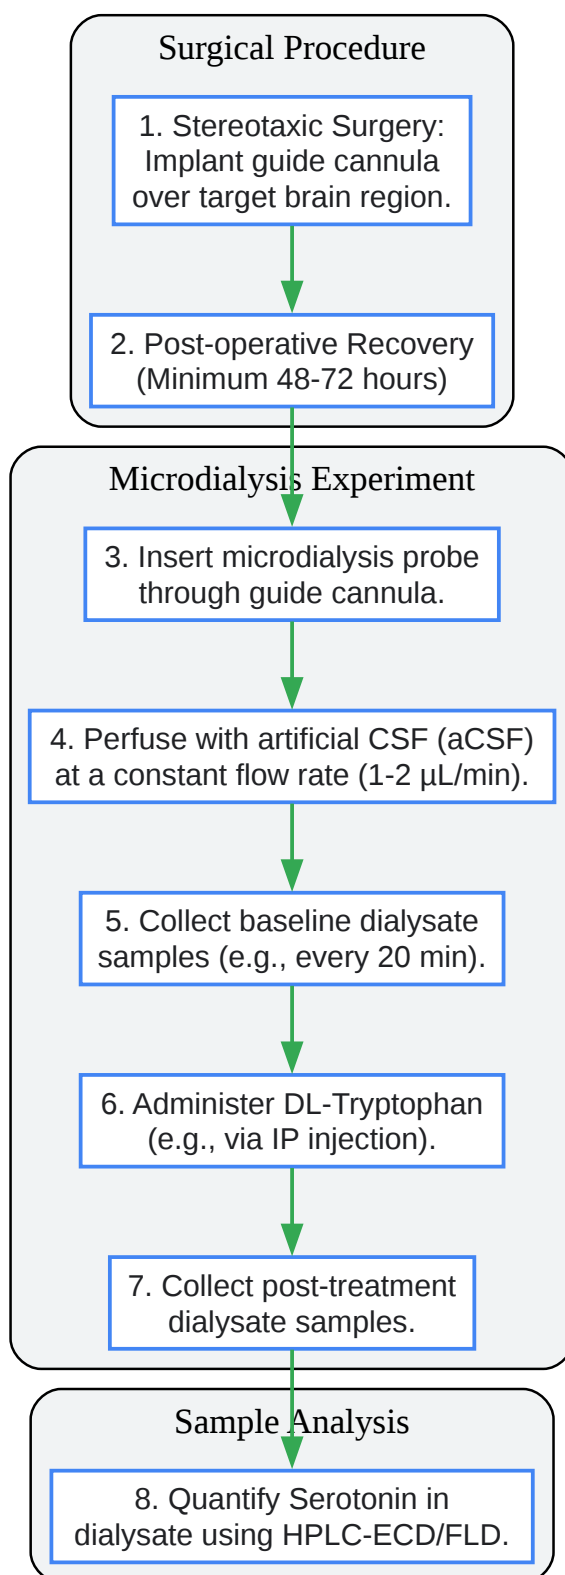 Surgical Procedure
1. Stereotaxic Surgery:
Implant guide cannula
over target brain region.
2. Post-operative Recovery
(Minimum 48-72 hours)
Microdialysis Experiment
3. Insert microdialysis probe
through guide cannula.
4. Perfuse with artificial CSF (aCSF)
at a constant flow rate (1-2 µL/min).
5. Collect baseline dialysate
samples (e.g., every 20 min).
6. Administer DL-Tryptophan
(e.g., via IP injection).
7. Collect post-treatment
dialysate samples.
Sample Analysis
8. Quantify Serotonin in
dialysate using HPLC-ECD/FLD.